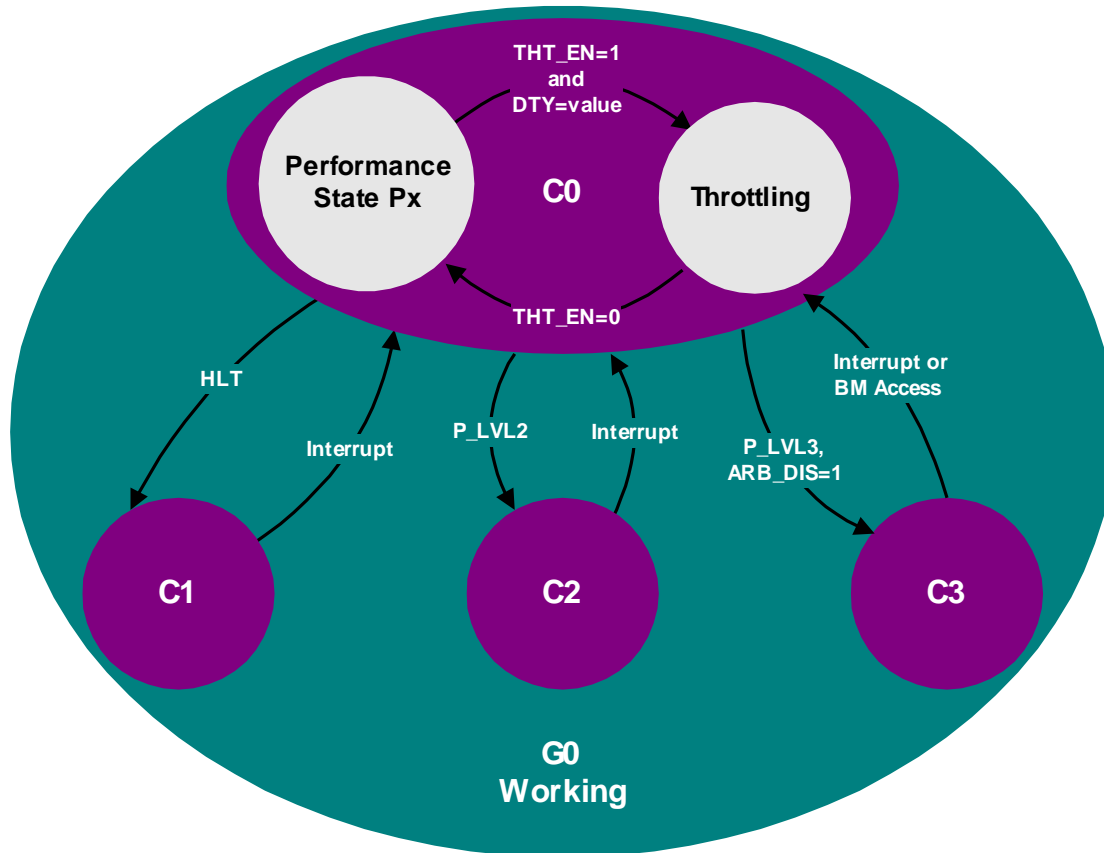 THT_EN=1
and
DTY=value
Performance
State Px
C0
Throttling
THT_EN=0
HLT
Interrupt
P_LVL2
Interrupt
Interrupt or
BM Access
P_LVL3,
ARB_DIS=1
C1
C2
C3
G0
Working